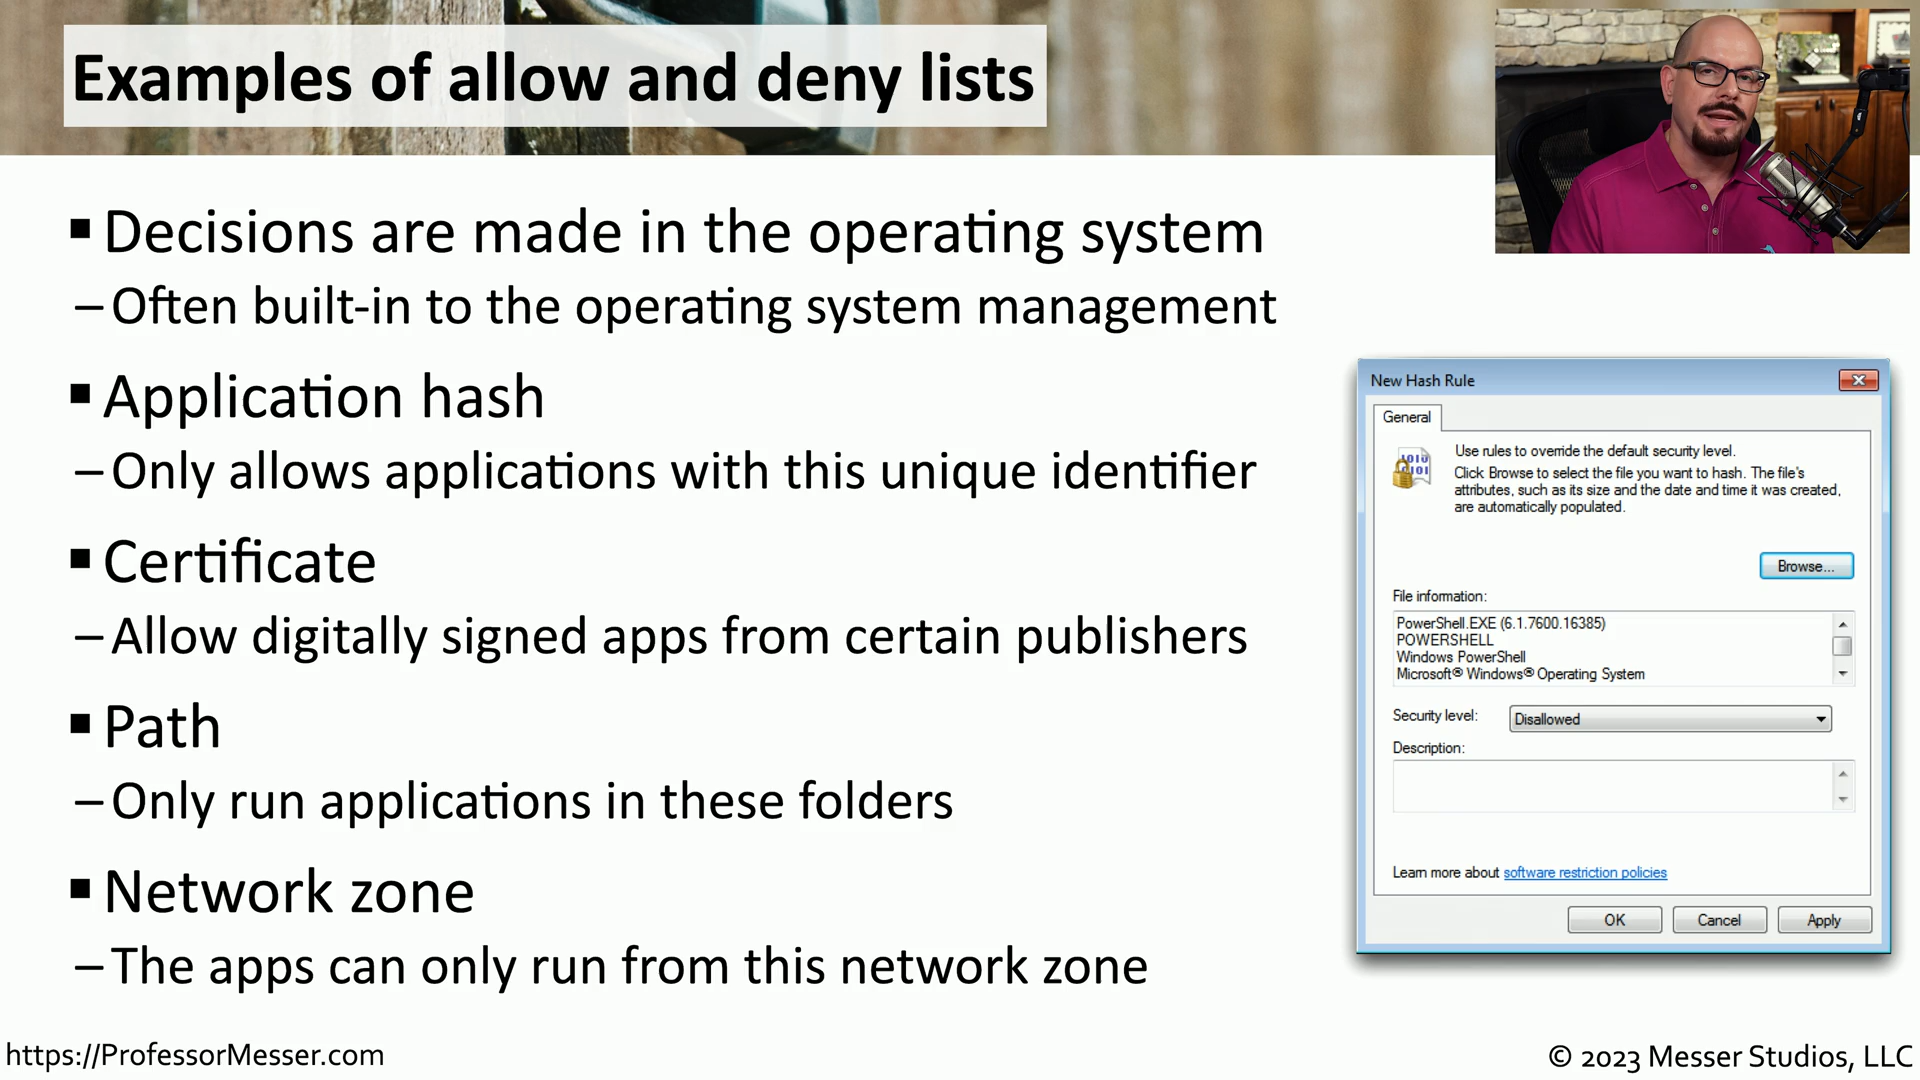 Examples of allow and deny lists
▪ Decisions are made in the operating system
– Often built-in to the operating system management
▪ Application hash
– Only allows applications with this unique identifier
▪ Certificate
– Allow digitally signed apps from certain publishers
▪ Path
– Only run applications in these folders
▪ Network zone
– The apps can only run from this network zone
New Hash Rule
General
Use rules to override the default security level.
Click Browse to select the file you want to hash. The file's
attributes, such as its size and the date and time it was created,
are automatically populated.
Browse...
File information:
PowerShell.EXE (6.1.7600.16385)
POWERSHELL
Windows PowerShell
Microsoft® Windows® Operating System
Security level: Disallowed
Description:
Learn more about software restriction policies
OK Cancel Apply
https://ProfessorMesser.com
© 2023 Messer Studios, LLC